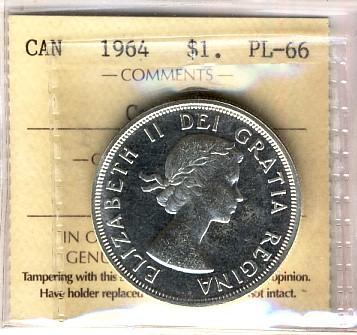 CAN 1964 $1. PL-66
COMMENTS
ELIZABETH II DEI GRATIA REGINA
IN
Tampering with this opinion.
Have holder replaced not intact.